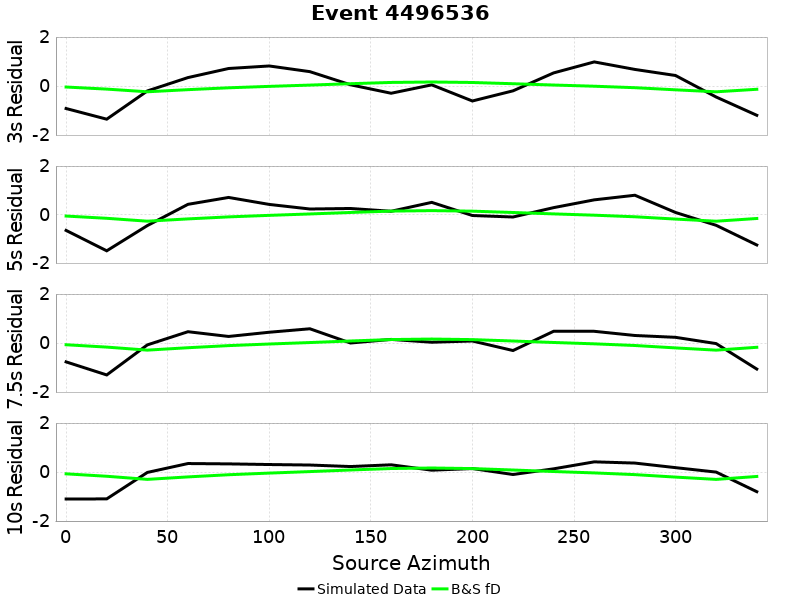 Event 4496536
3s Residual
2
0
-2
5s Residual
2
0
-2
7.5s Residual
2
0
-2
10s Residual
2
0
-2
0 50 100 150 200 250 300
Source Azimuth
Simulated Data B&S fD